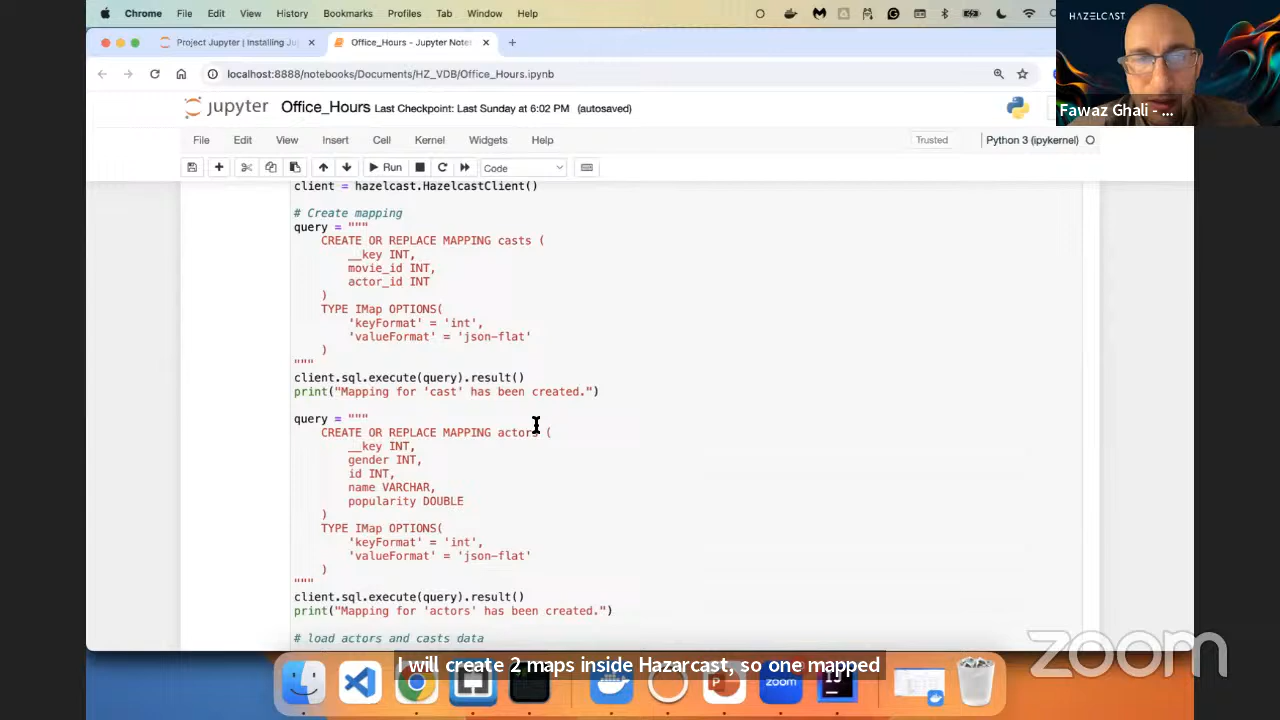 Chrome File Edit View History Bookmarks Profiles Tab Window Help
HAZELCAST
Project Jupyter | Installing Ju
Office_Hours - Jupyter Note
localhost:8888/notebooks/Documents/HZ_VDB/Office_Hours.ipynb
Fawaz Ghali - ...
jupyter Office_Hours Last Checkpoint: Last Sunday at 6:02 PM (autosaved)
File Edit View Insert Cell Kernel Widgets Help Trusted Python 3 (ipykernel)
Run Code
client = hazelcast.HazelcastClient()
# Create mapping
query = """
CREATE OR REPLACE MAPPING casts (
__key INT,
movie_id INT,
actor_id INT
)
TYPE IMap OPTIONS(
'keyFormat' = 'int',
'valueFormat' = 'json-flat'
)
"""
client.sql.execute(query).result()
print("Mapping for 'cast' has been created.")
query = """
CREATE OR REPLACE MAPPING actors (
__key INT,
gender INT,
id INT,
name VARCHAR,
popularity DOUBLE
)
TYPE IMap OPTIONS(
'keyFormat' = 'int',
'valueFormat' = 'json-flat'
)
"""
client.sql.execute(query).result()
print("Mapping for 'actors' has been created.")
# load actors and casts data
I will create 2 maps inside Hazarcast, so one mapped
zoom
zoom